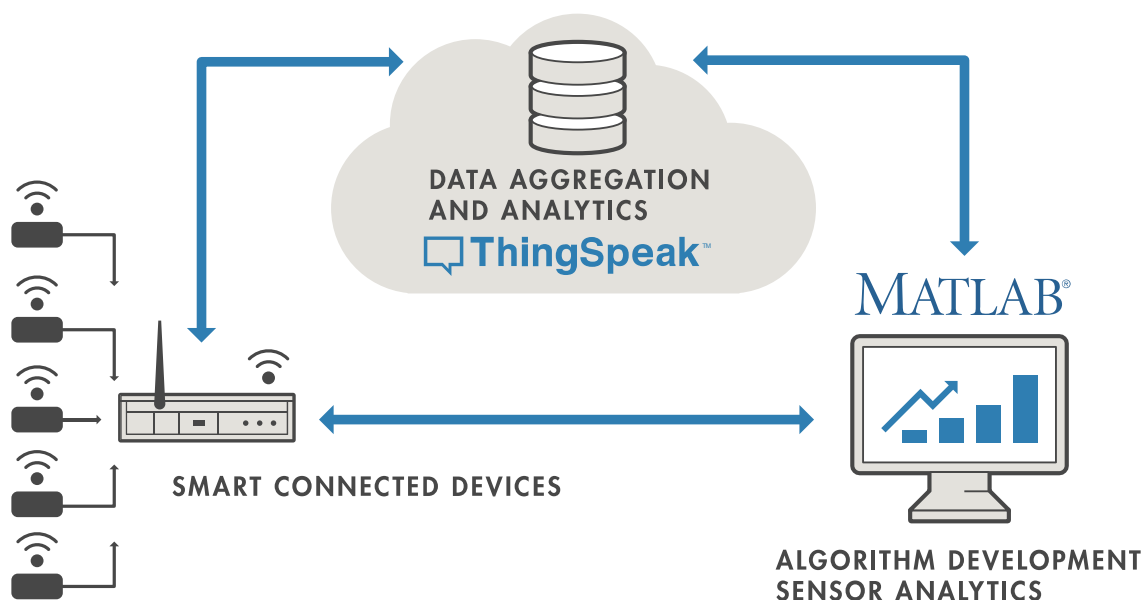 DATA AGGREGATION
AND ANALYTICS
ThingSpeak™
MATLAB®
SMART CONNECTED DEVICES
ALGORITHM DEVELOPMENT
SENSOR ANALYTICS